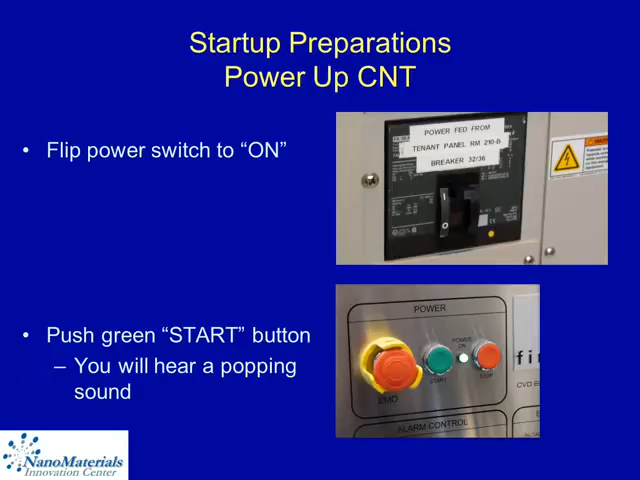 Startup Preparations
Power Up CNT
• Flip power switch to “ON”
POWER FED FROM
TENANT PANEL RM 210-B
BREAKER 32/36
• Push green “START” button
– You will hear a popping
sound
POWER
POWER
ON
START
STOP
EMO
ALARM CONTROL
NanoMaterials
Innovation Center